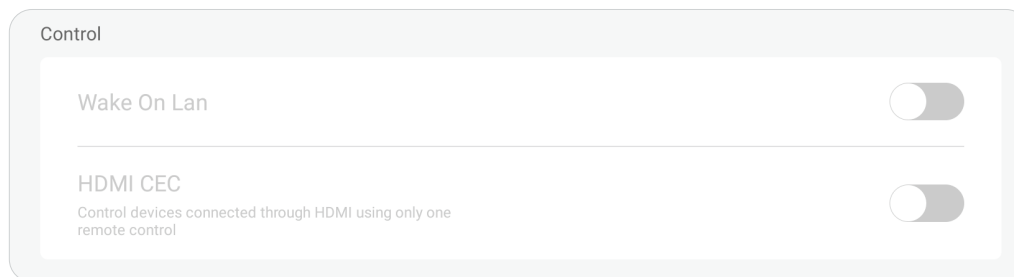 Control
Wake On Lan
HDMI CEC
Control devices connected through HDMI using only one
remote control